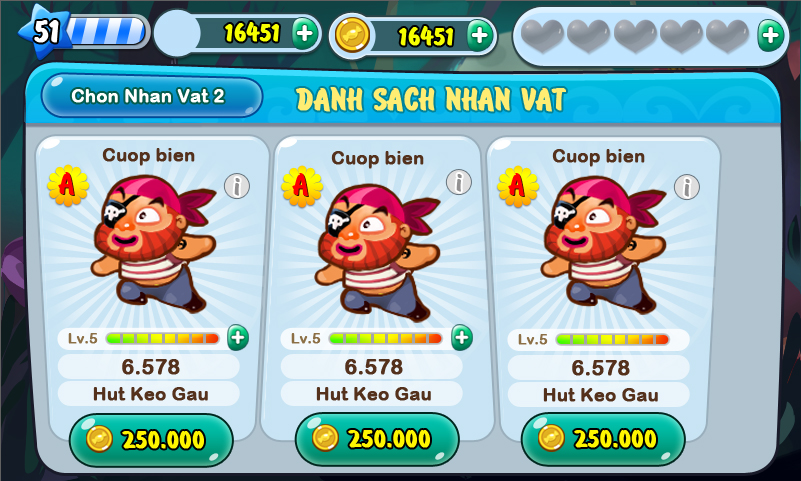 51
16451
16451
Chon Nhan Vat 2
DANH SACH NHAN VAT
Cuop bien
A
i
Lv.5
6.578
Hut Keo Gau
250.000
Cuop bien
A
i
Lv.5
6.578
Hut Keo Gau
250.000
Cuop bien
A
i
Lv.5
6.578
Hut Keo Gau
250.000